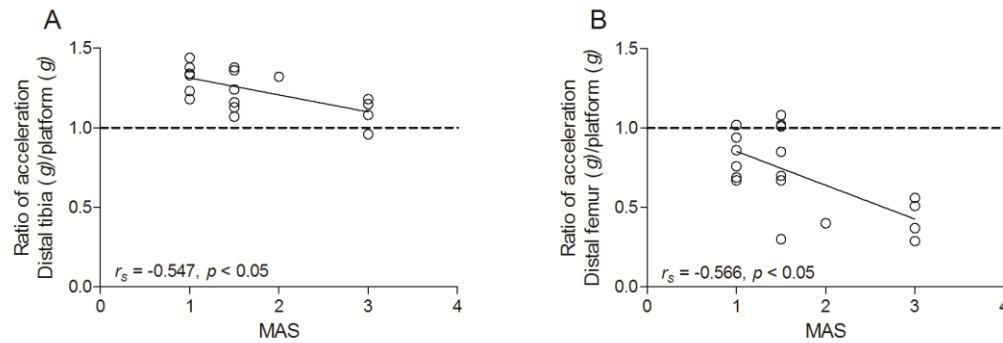 A
Ratio of acceleration
Distal tibia (g)/platform (g)
1.5
1.0
0.5
0.0
r_s = -0.547, p < 0.05
0
1
2
3
4
MAS
B
Ratio of acceleration
Distal femur (g)/platform (g)
1.5
1.0
0.5
0.0
r_s = -0.566, p < 0.05
0
1
2
3
4
MAS